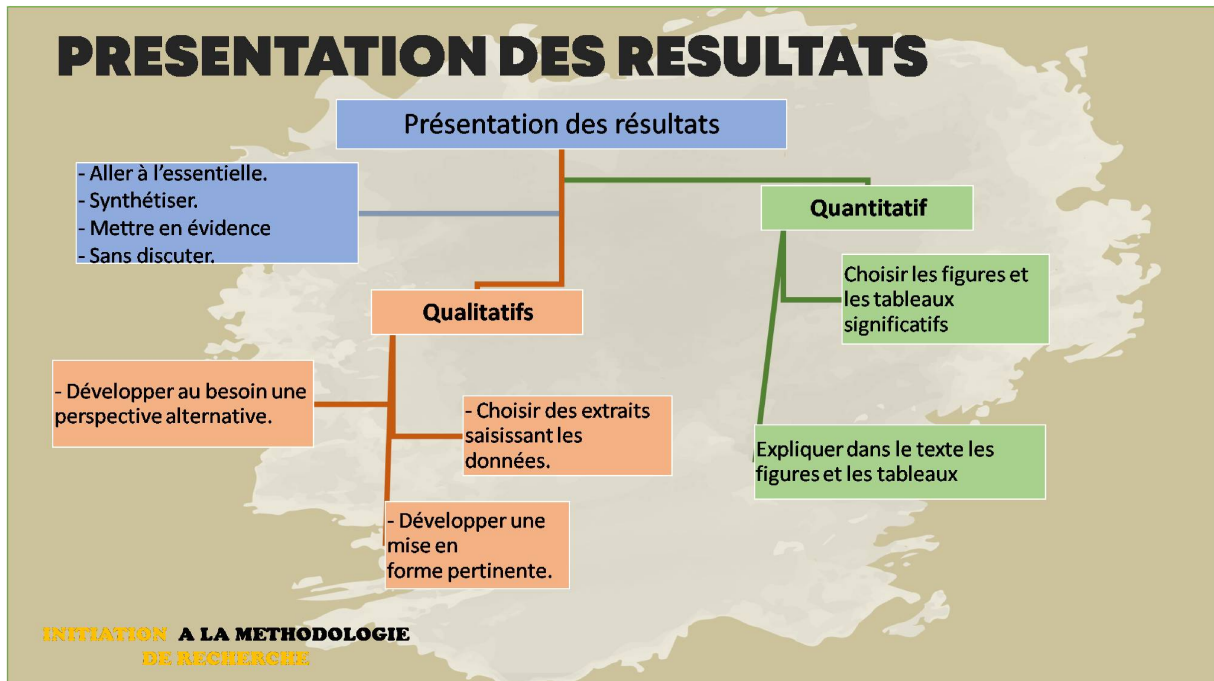 PRESENTATION DES RESULTATS
Présentation des résultats
- Aller à l'essentielle.
- Synthétiser.
- Mettre en évidence
- Sans discuter.
Quantitatif
Choisir les figures et
les tableaux
significatifs
Expliquer dans le texte les
figures et les tableaux
Qualitatifs
- Développer au besoin une
perspective alternative.
- Choisir des extraits
saisissant les
données.
- Développer une
mise en
forme pertinente.
INITIATION A LA METHODOLOGIE
DE RECHERCHE